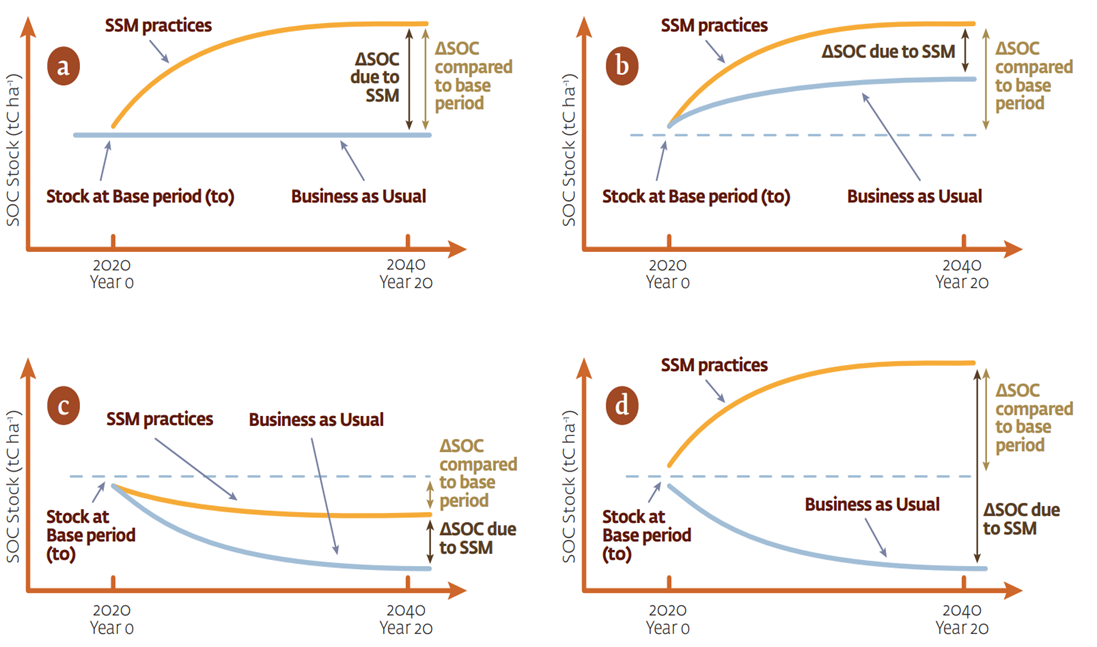 SSM practices
a
ΔSOC
due to
SSM
ΔSOC
compared
to base
period
SOC Stock (tC ha⁻¹)
Stock at Base period (to)
Business as Usual
2020
Year 0
2040
Year 20
SSM practices
b
ΔSOC due to SSM
ΔSOC
compared
to base
period
SOC Stock (tC ha⁻¹)
Stock at Base period (to)
Business as Usual
2020
Year 0
2040
Year 20
c
SSM practices
Business as Usual
ΔSOC
compared
to base
period
SOC Stock (tC ha⁻¹)
Stock at
Base period
(to)
ΔSOC due
to SSM
2020
Year 0
2040
Year 20
SSM practices
d
ΔSOC
compared
to base
period
SOC Stock (tC ha⁻¹)
Stock at
Base period
(to)
Business as Usual
ΔSOC due
to SSM
2020
Year 0
2040
Year 20